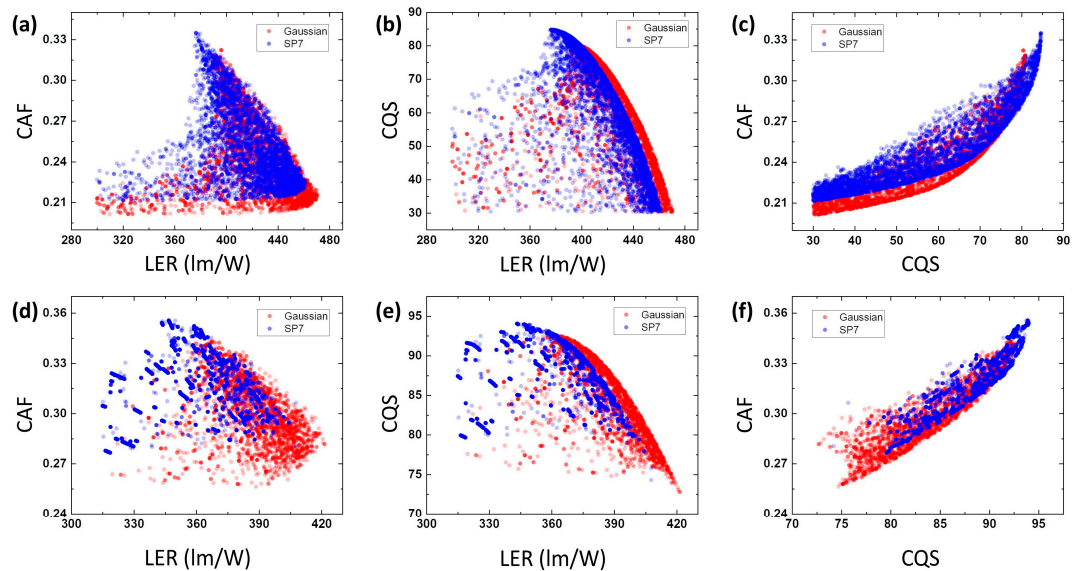 (a)
Gaussian
SP7
CAF
0.33
0.30
0.27
0.24
0.21
280 320 360 400 440 480
LER (lm/W)
(b)
Gaussian
SP7
CQS
90
80
70
60
50
40
30
280 320 360 400 440 480
LER (lm/W)
(c)
Gaussian
SP7
CAF
0.33
0.30
0.27
0.24
0.21
30 40 50 60 70 80 90
CQS
(d)
Gaussian
SP7
CAF
0.36
0.33
0.30
0.27
0.24
300 330 360 390 420
LER (lm/W)
(e)
Gaussian
SP7
CQS
95
90
85
80
75
70
300 330 360 390 420
LER (lm/W)
(f)
Gaussian
SP7
CAF
0.36
0.33
0.30
0.27
0.24
70 75 80 85 90 95
CQS